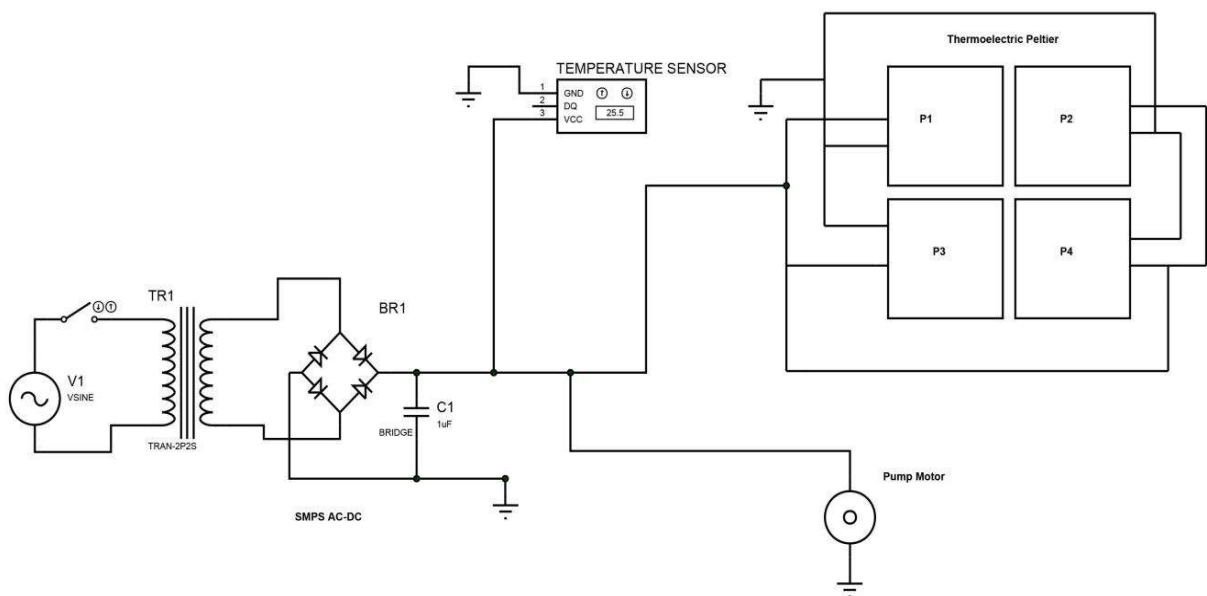 Thermoelectric Peltier
TEMPERATURE SENSOR
1 GND
2 DQ
3 VCC
25.5
P1
P2
P3
P4
TR1
BR1
V1
VSINE
C1
1uF
BRIDGE
TRAN-2P2S
Pump Motor
SMPS AC-DC